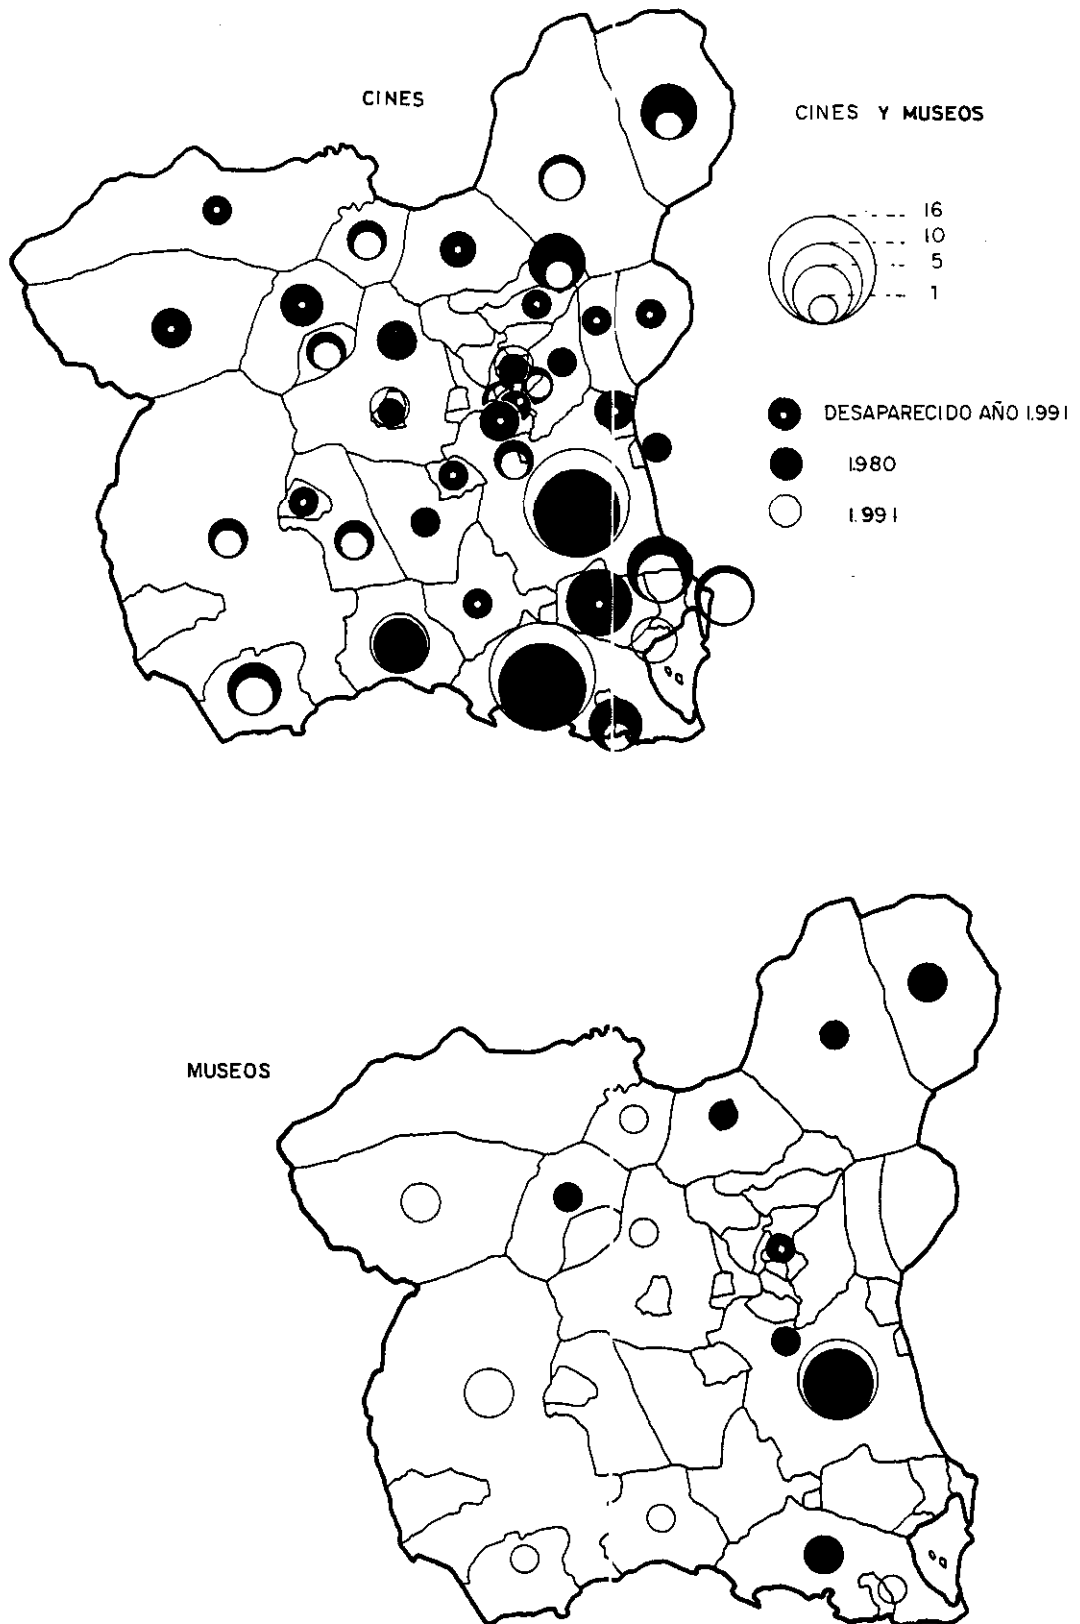 CINES
CINES Y MUSEOS
16
10
5
1
DESAPARECIDO AÑO 1.991
1980
1.991
MUSEOS